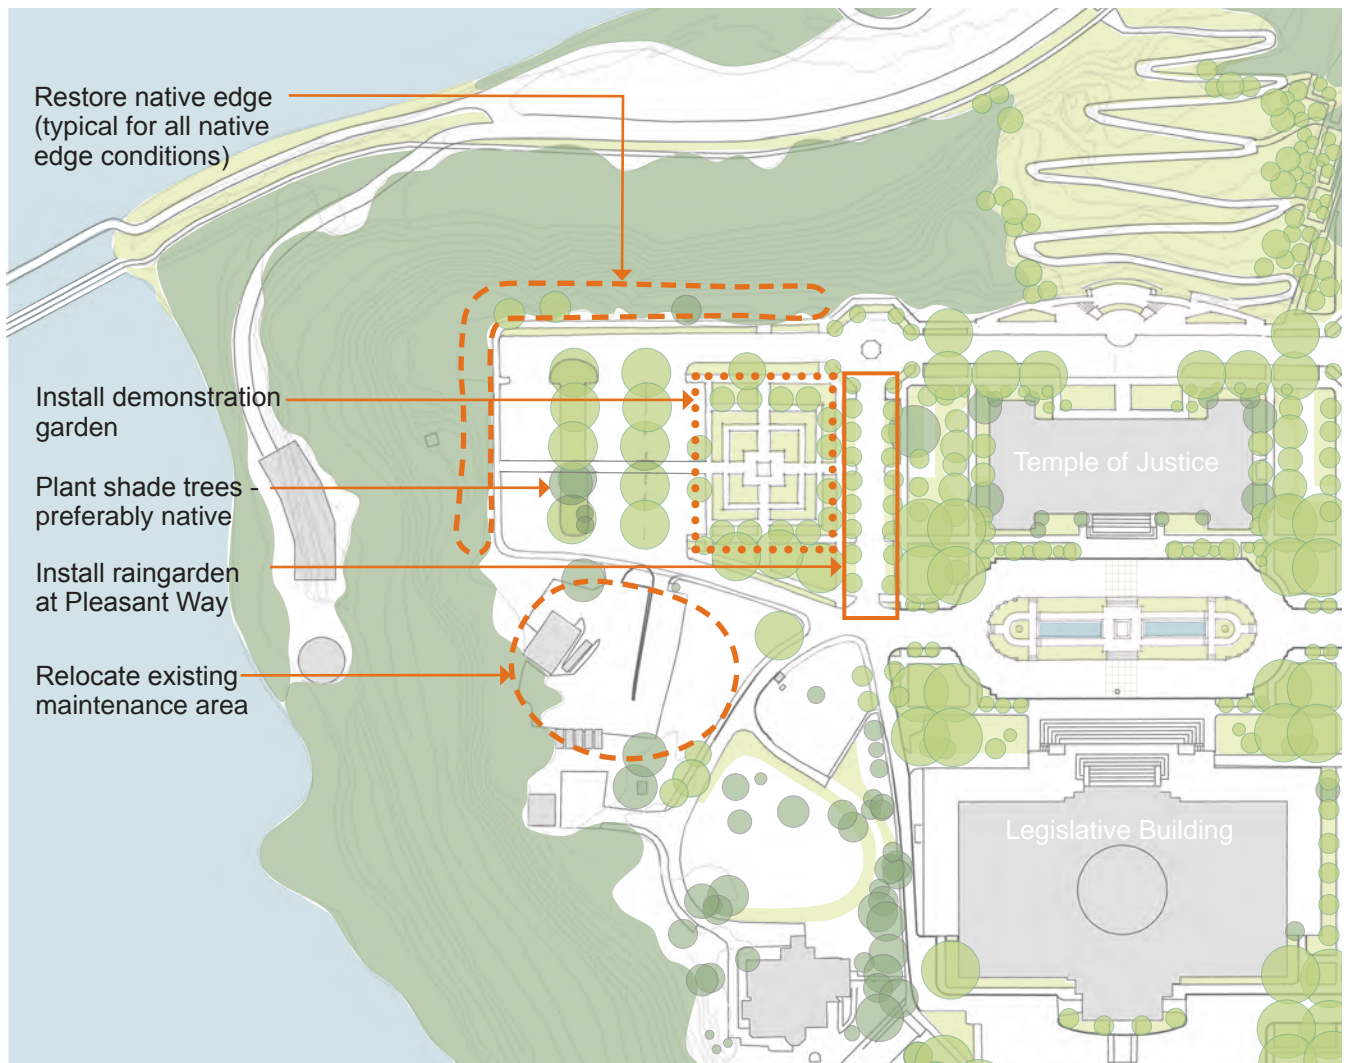 Restore native edge
(typical for all native
edge conditions)
Install demonstration
garden
Plant shade trees -
preferably native
Install raingarden
at Pleasant Way
Relocate existing
maintenance area
Temple of Justice
Legislative Building